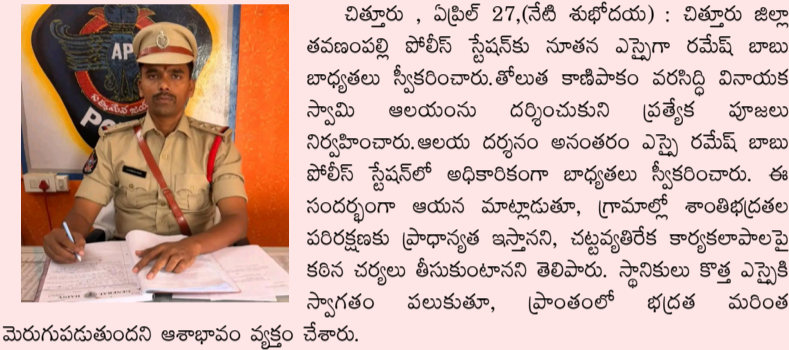 చిత్తూరు , ఏప్రిల్ 27,(నేటి శుభోదయ) : చిత్తూరు జిల్లా
తవణంపల్లి పోలీస్ స్టేషన్‌కు నూతన ఎస్సైగా రమేష్ బాబు
బాధ్యతలు స్వీకరించారు.తోలుత కాణిపాకం వరసిద్ధి వినాయక
స్వామి ఆలయంను దర్శించుకుని ప్రత్యేక పూజలు
నిర్వహించారు.ఆలయ దర్శనం అనంతరం ఎస్సై రమేష్ బాబు
పోలీస్ స్టేషన్‌లో అధికారికంగా బాధ్యతలు స్వీకరించారు. ఈ
సందర్భంగా ఆయన మాట్లాడుతూ, గ్రామాల్లో శాంతిభద్రతల
పరిరక్షణకు ప్రాధాన్యత ఇస్తానని, చట్టవ్యతిరేక కార్యకలాపాలపై
కఠిన చర్యలు తీసుకుంటానని తెలిపారు. స్థానికులు కొత్త ఎస్సైకి
స్వాగతం పలుకుతూ, ప్రాంతంలో భద్రత మరింత
మెరుగుపడుతుందని ఆశాభావం వ్యక్తం చేశారు.
AP
GENERAL DIARY